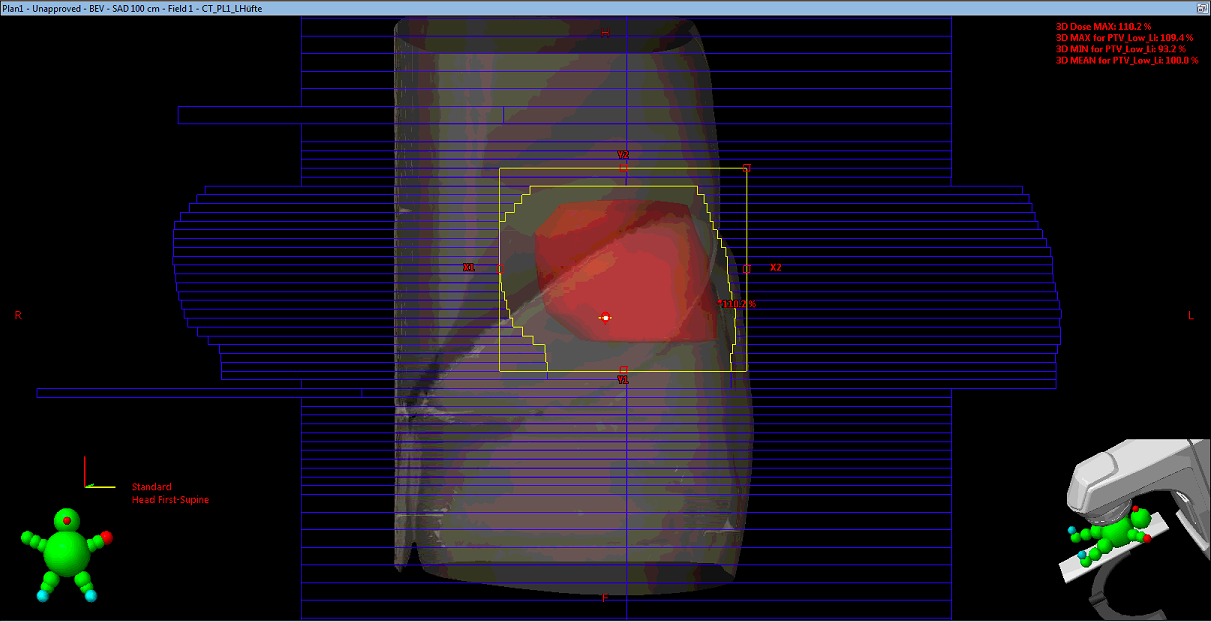 Plan1 - Unapproved - BEV - SAD 100 cm - Field 1 - CT_PL1_LHüfte
3D Dose MAX: 110.2 %
3D MAX for PTV_Low_Li: 109.4 %
3D MIN for PTV_Low_Li: 93.2 %
3D MEAN for PTV_Low_Li: 100.0 %
H
Y2
X1
X2
110.2 %
R
L
Y1
Standard
Head First-Supine
F